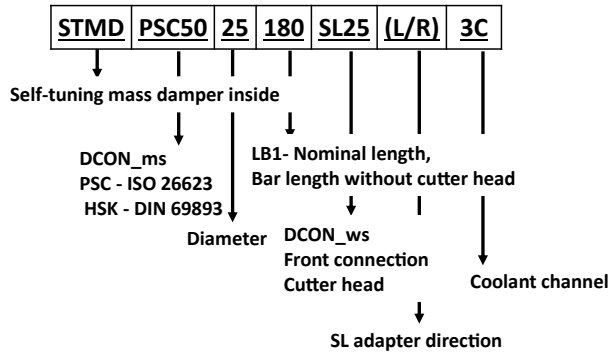 STMD PSC50 25 180 SL25 (L/R) 3C
Self-tuning mass damper inside
DCON_ms
PSC - ISO 26623
HSK - DIN 69893
LB1- Nominal length,
Bar length without cutter head
Diameter
DCON_ws
Front connection
Cutter head
Coolant channel
SL adapter direction